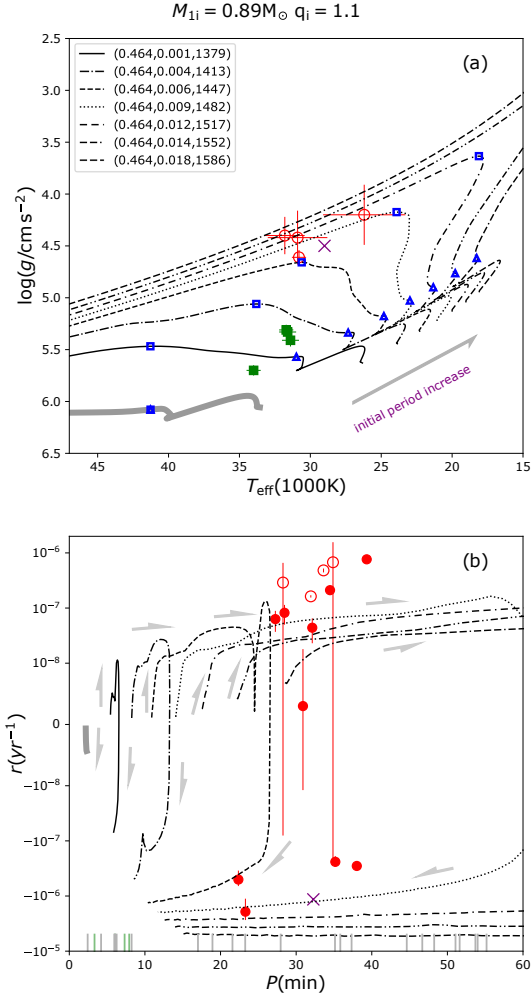 M₁ᵢ = 0.89M☉ qᵢ = 1.1
(a)
(0.464,0.001,1379)
(0.464,0.004,1413)
(0.464,0.006,1447)
(0.464,0.009,1482)
(0.464,0.012,1517)
(0.464,0.014,1552)
(0.464,0.018,1586)
2.5
3.0
3.5
4.0
4.5
5.0
5.5
6.0
6.5
log(g/cm s⁻²)
initial period increase
45 40 35 30 25 20 15
T_eff(1000K)
(b)
10⁻⁶
10⁻⁷
10⁻⁸
0
−10⁻⁸
−10⁻⁷
−10⁻⁶
−10⁻⁵
r(yr⁻¹)
0 10 20 30 40 50 60
P(min)